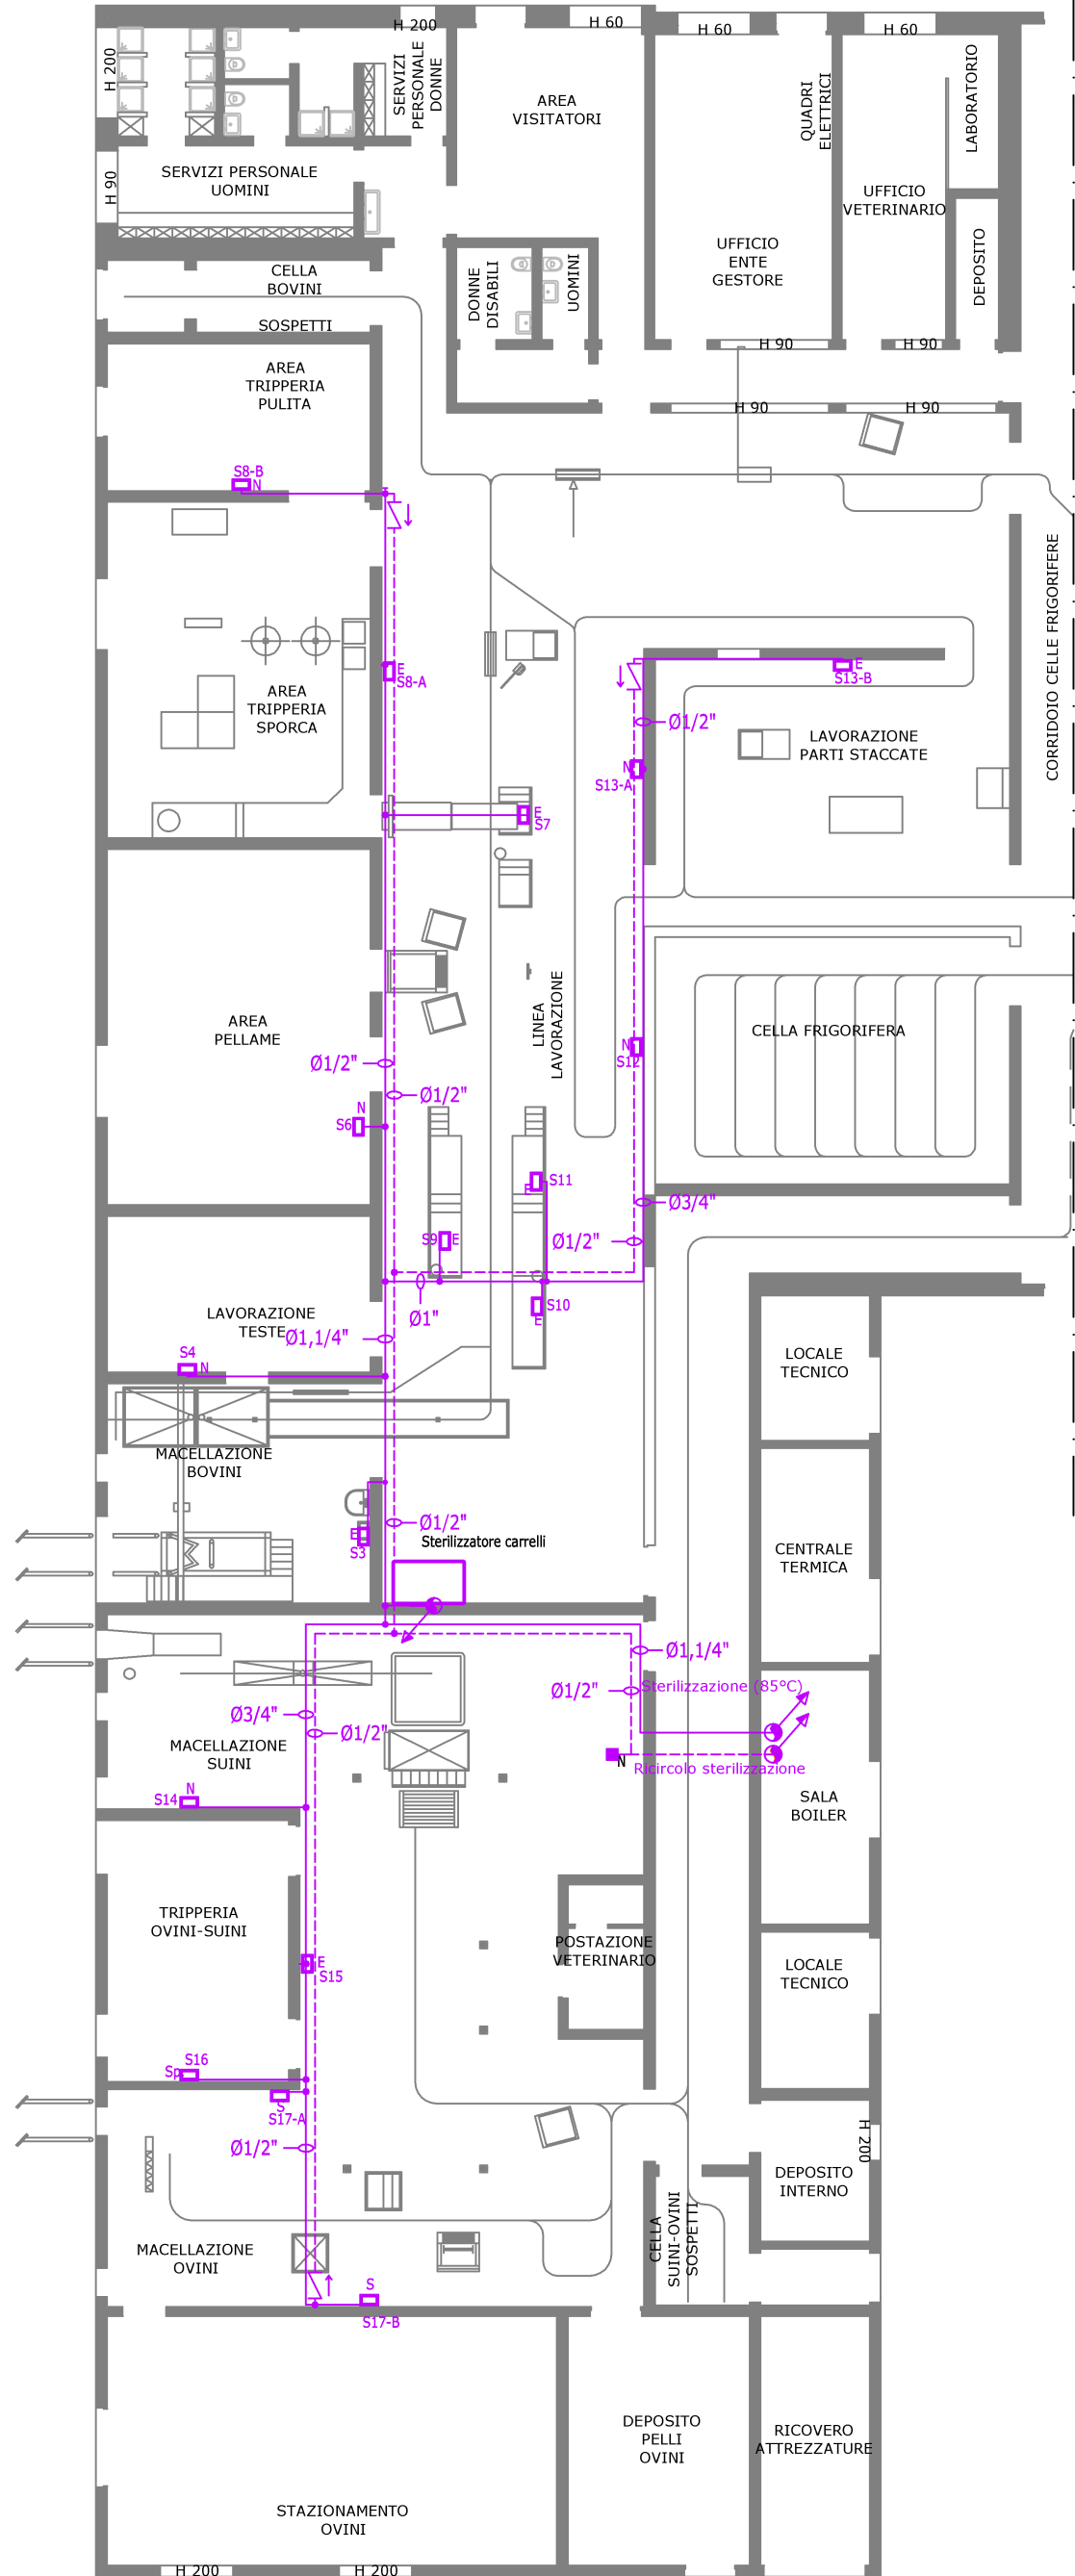 H 200
H 60
H 60
H 60
H 200
SERVIZI
PERSONALE
DONNE
AREA
VISITATORI
QUADRI
ELETTRICI
LABORATORIO
SERVIZI PERSONALE
UOMINI
H 90
UFFICIO
VETERINARIO
UFFICIO
ENTE
GESTORE
DEPOSITO
CELLA
BOVINI
SOSPETTI
DONNE
DISABILI
UOMINI
H 90
H 90
AREA
TRIPPERIA
PULITA
H 90
H 90
S8-B
N
CORRIDOIO CELLE FRIGORIFERE
E
S8-A
E
S13-B
AREA
TRIPPERIA
SPORCA
Ø1/2"
LAVORAZIONE
PARTI STACCATE
N
S13-A
E
S7
LINEA
LAVORAZIONE
AREA
PELLAME
CELLA FRIGORIFERA
N
S12
Ø1/2"
Ø1/2"
N
S6
S11
E
Ø3/4"
S9
E
Ø1/2"
S10
E
Ø1"
LAVORAZIONE
TESTE
Ø1,1/4"
S4
N
LOCALE
TECNICO
MACELLAZIONE
BOVINI
Ø1/2"
E
S3
Sterilizzatore carrelli
CENTRALE
TERMICA
Ø1,1/4"
Ø1/2"
Sterilizzazione (85°C)
Ø3/4"
Ø1/2"
MACELLAZIONE
SUINI
N
Ricircolo sterilizzazione
N
S14
SALA
BOILER
TRIPPERIA
OVINI-SUINI
POSTAZIONE
VETERINARIO
E
S15
LOCALE
TECNICO
S16
Sp
S
S17-A
Ø1/2"
H 200
DEPOSITO
INTERNO
CELLA
SUINI-OVINI
SOSPETTI
MACELLAZIONE
OVINI
S
S17-B
DEPOSITO
PELLI
OVINI
RICOVERO
ATTREZZATURE
STAZIONAMENTO
OVINI
H 200
H 200